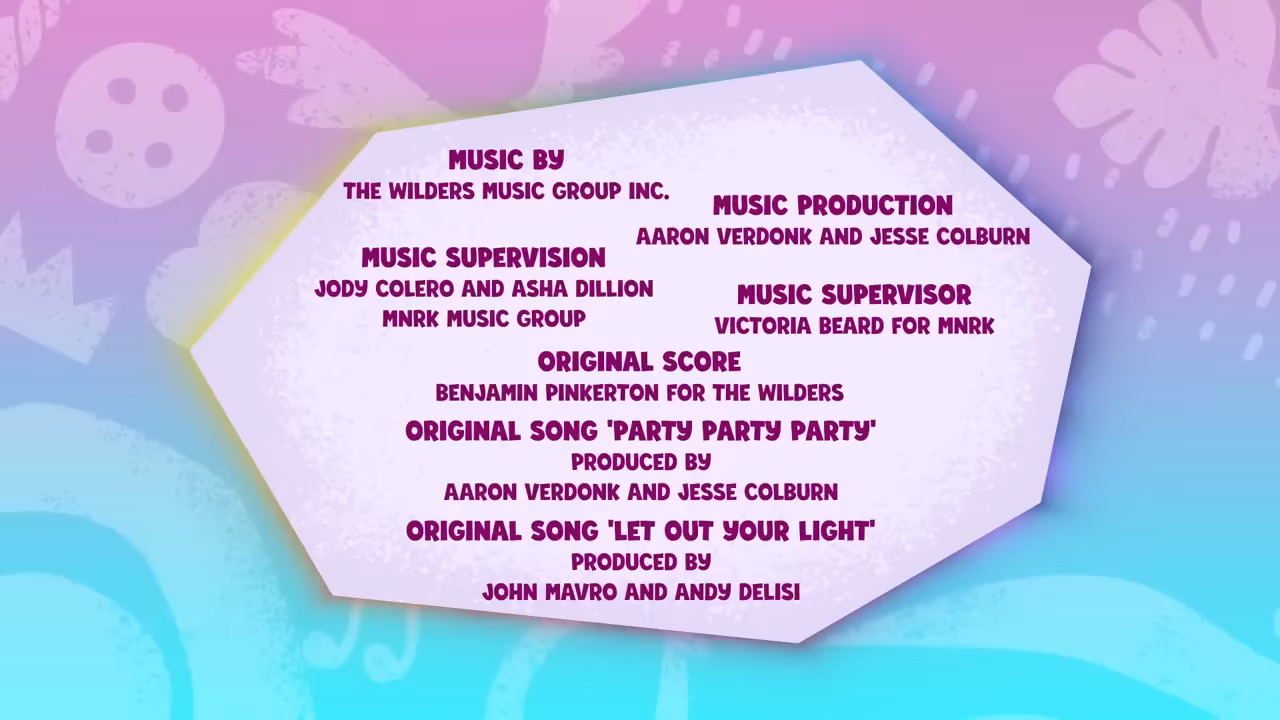 MUSIC BY
THE WILDERS MUSIC GROUP INC.
MUSIC PRODUCTION
AARON VERDONK AND JESSE COLBURN
MUSIC SUPERVISION
JODY COLERO AND ASHA DILLION
MNRK MUSIC GROUP
MUSIC SUPERVISOR
VICTORIA BEARD FOR MNRK
ORIGINAL SCORE
BENJAMIN PINKERTON FOR THE WILDERS
ORIGINAL SONG 'PARTY PARTY PARTY'
PRODUCED BY
AARON VERDONK AND JESSE COLBURN
ORIGINAL SONG 'LET OUT YOUR LIGHT'
PRODUCED BY
JOHN MAVRO AND ANDY DELISI